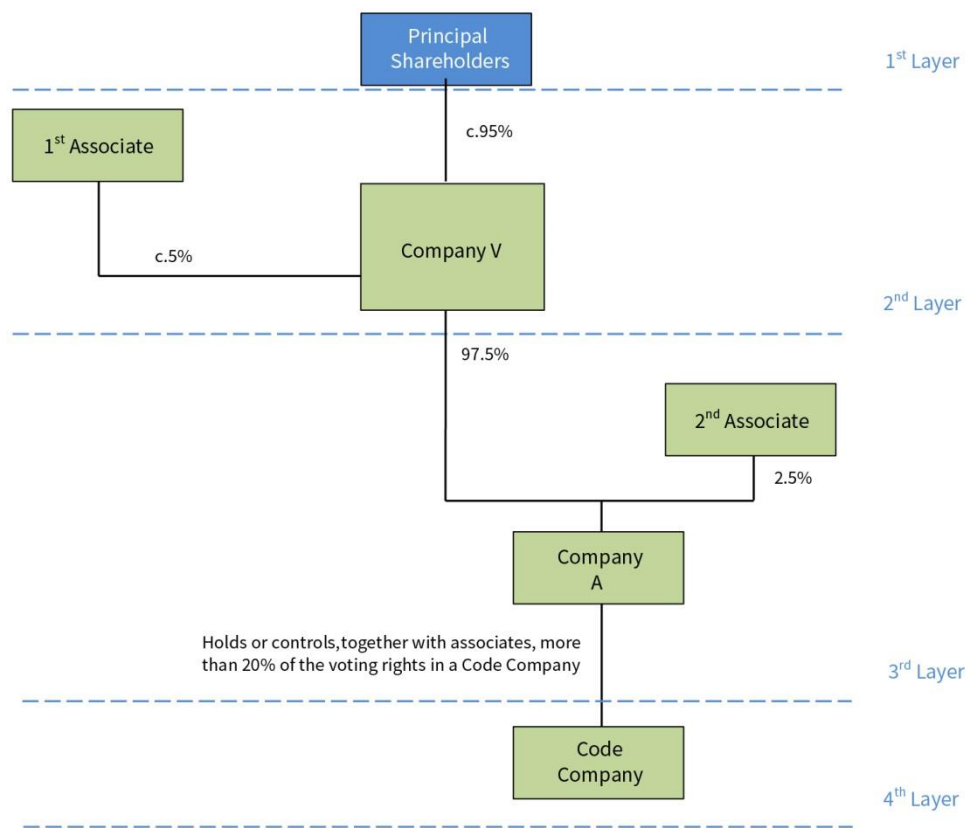 Principal
Shareholders
1st Layer
c.95%
1st Associate
Company V
c.5%
2nd Layer
97.5%
2nd Associate
2.5%
Company
A
Holds or controls,together with associates, more
than 20% of the voting rights in a Code Company
3rd Layer
Code
Company
4th Layer